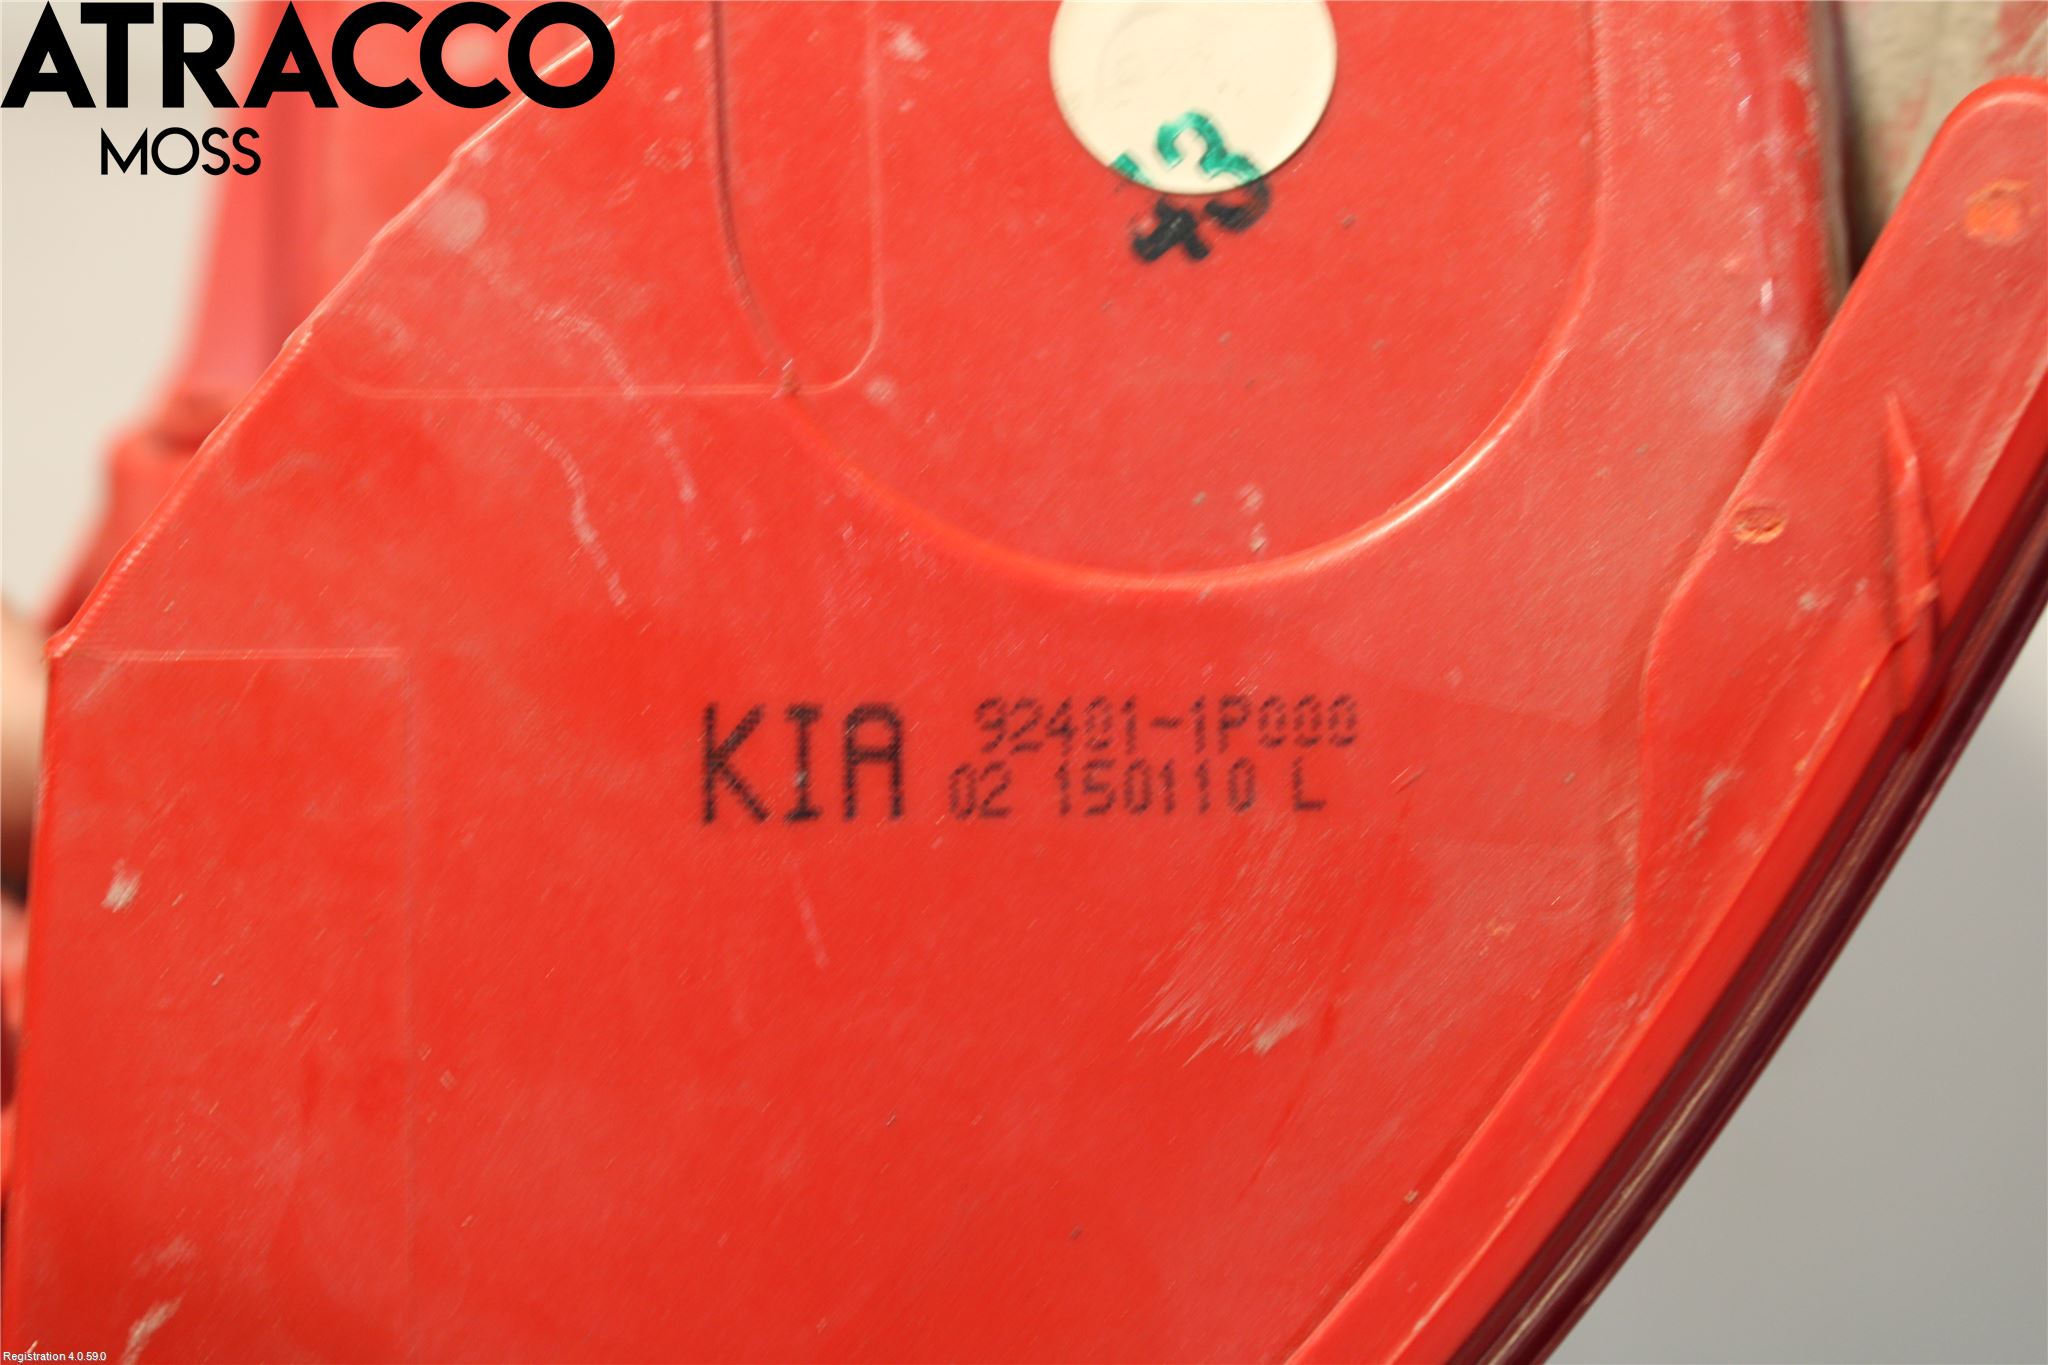 ATRACCO
MOSS
KIA 92401-1P000
02 150110 L
Registration 4.0.59.0